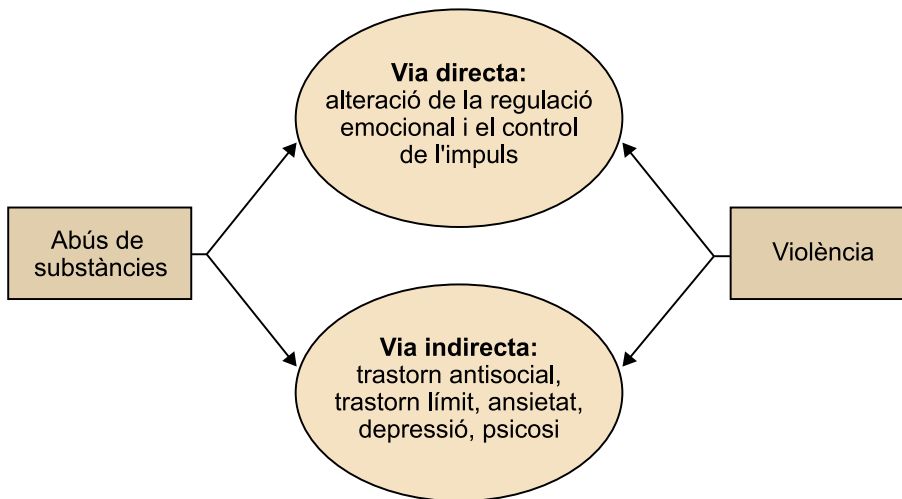 Via directa:
alteració de la regulació
emocional i el control
de l'impuls
Abús de
substàncies
Violència
Via indirecta:
trastorn antisocial,
trastorn límit, ansietat,
depressió, psicosi